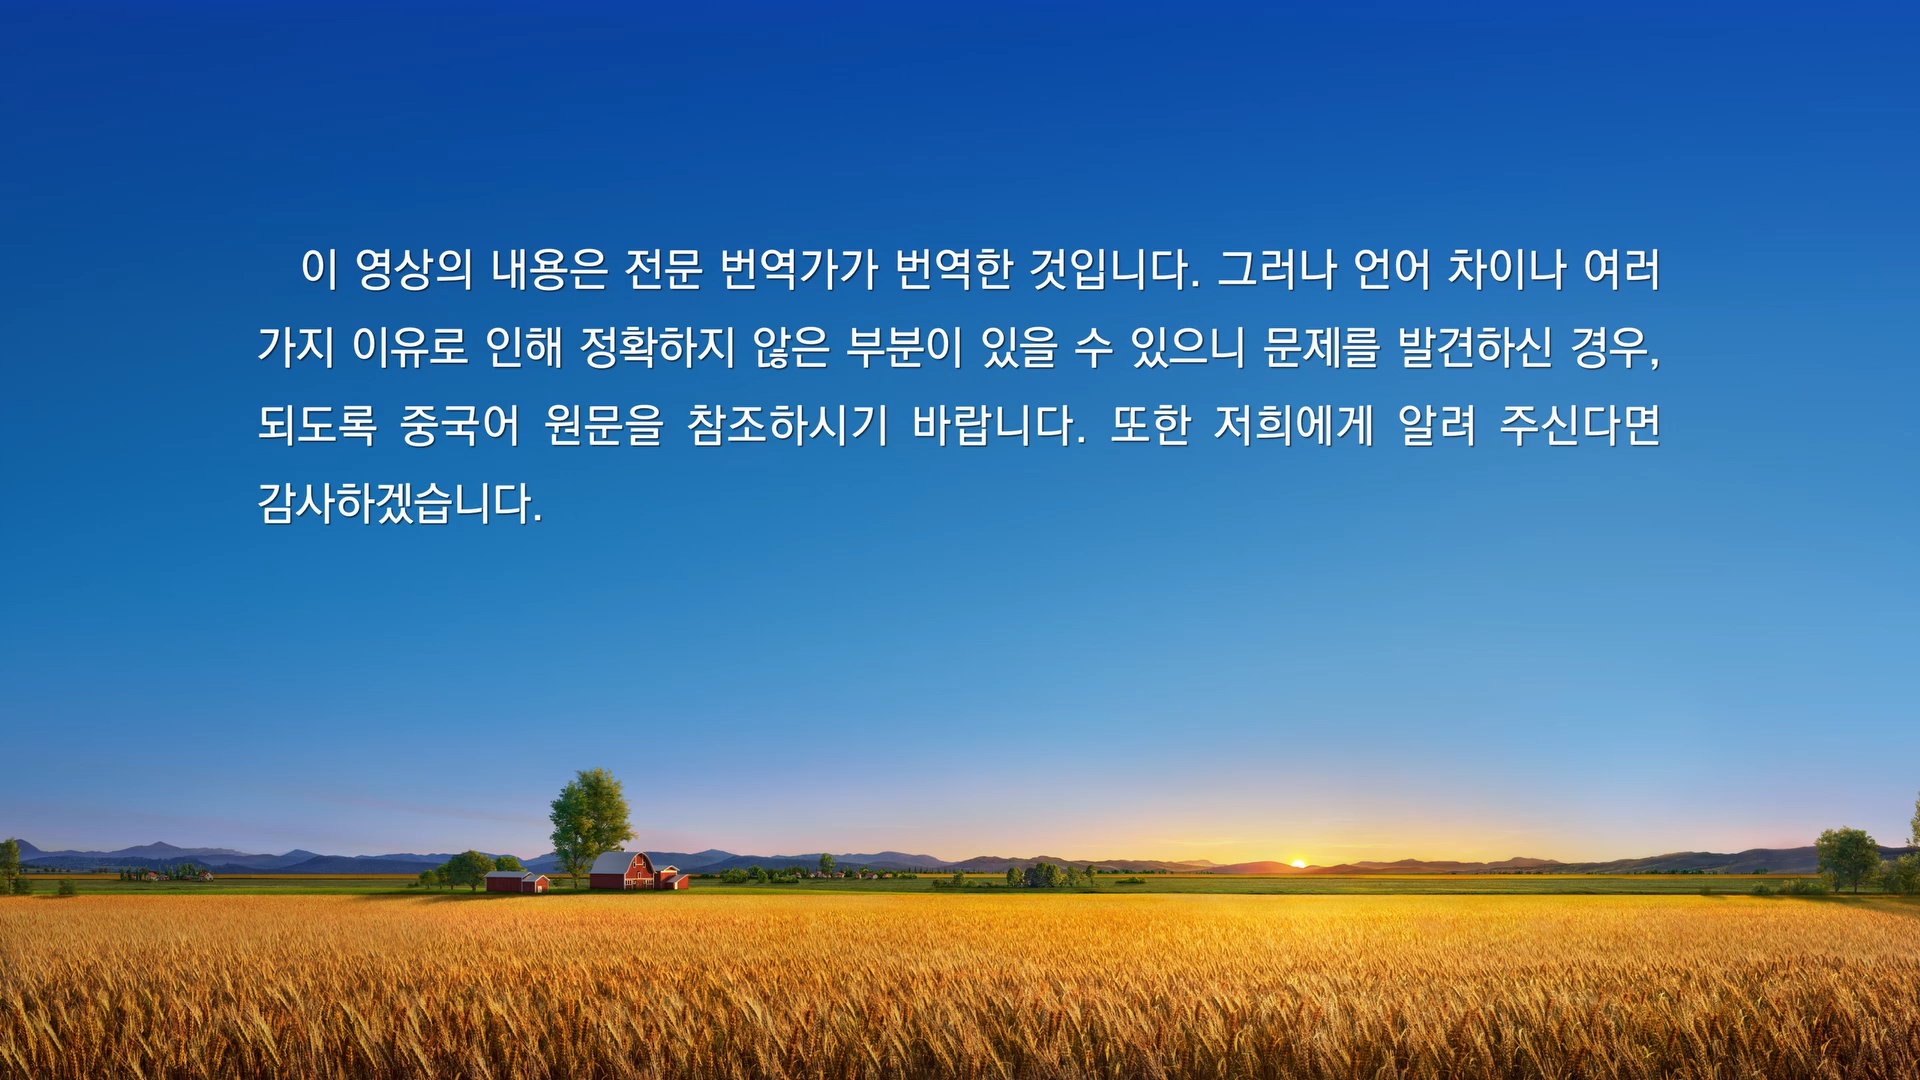 이 영상의 내용은 전문 번역가가 번역한 것입니다. 그러나 언어 차이나 여러
가지 이유로 인해 정확하지 않은 부분이 있을 수 있으니 문제를 발견하신 경우,
되도록 중국어 원문을 참조하시기 바랍니다. 또한 저희에게 알려 주신다면
감사하겠습니다.